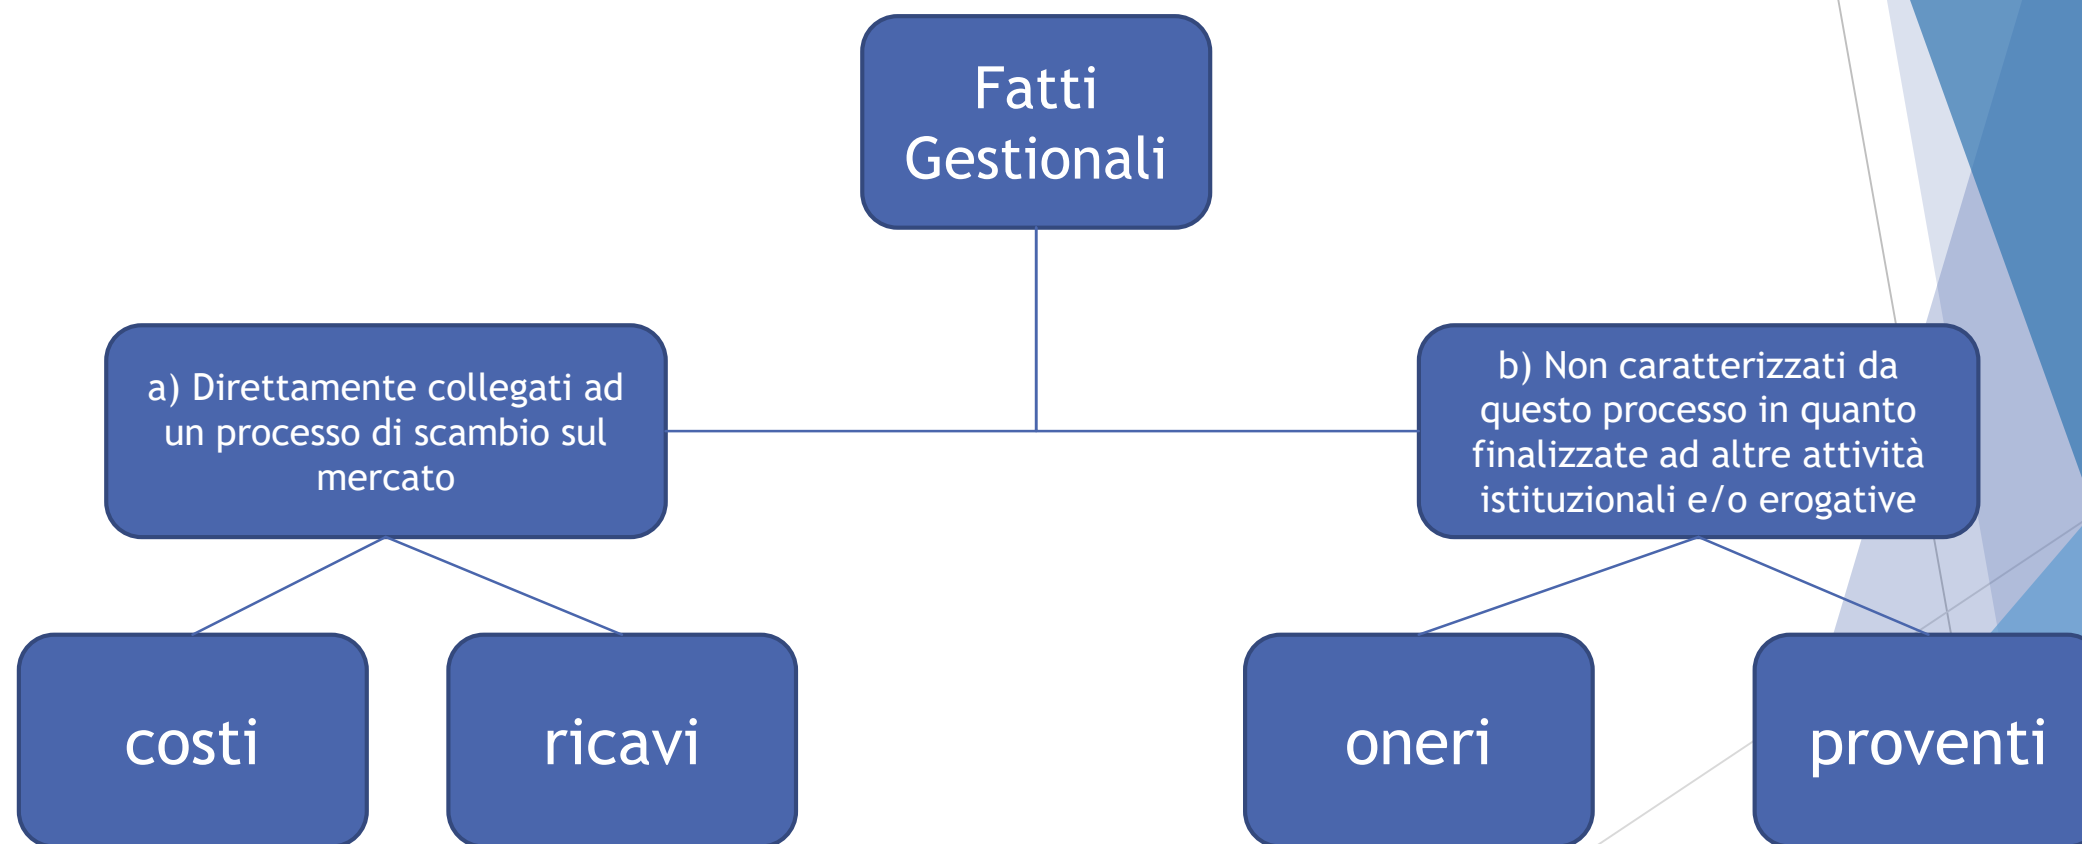 Fatti
Gestionali
a) Direttamente collegati ad
un processo di scambio sul
mercato
b) Non caratterizzati da
questo processo in quanto
finalizzate ad altre attività
istituzionali e/o erogative
costi
ricavi
oneri
proventi